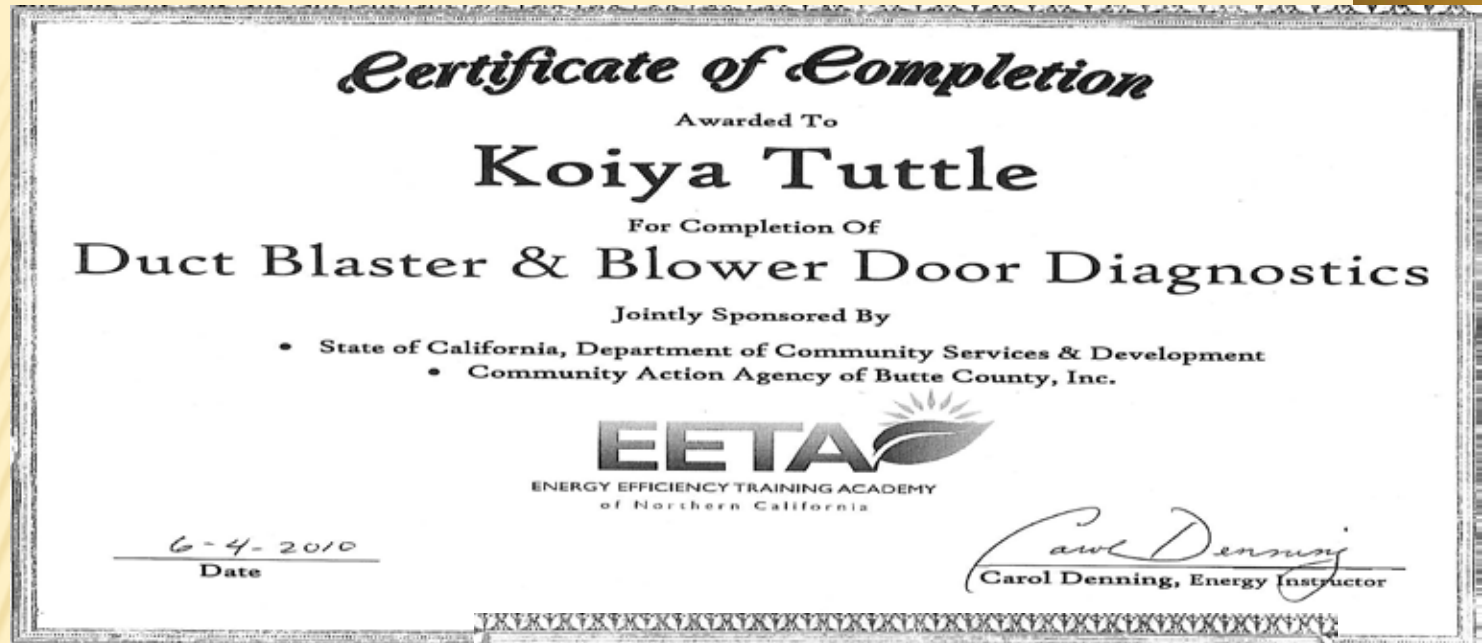 Certificate of Completion
Awarded To
Koiya Tuttle
For Completion Of
Duct Blaster & Blower Door Diagnostics
Jointly Sponsored By
• State of California, Department of Community Services & Development
• Community Action Agency of Butte County, Inc.
EETA
ENERGY EFFICIENCY TRAINING ACADEMY
of Northern California
6-4-2010
Date
Carol Denning
Carol Denning, Energy Instructor